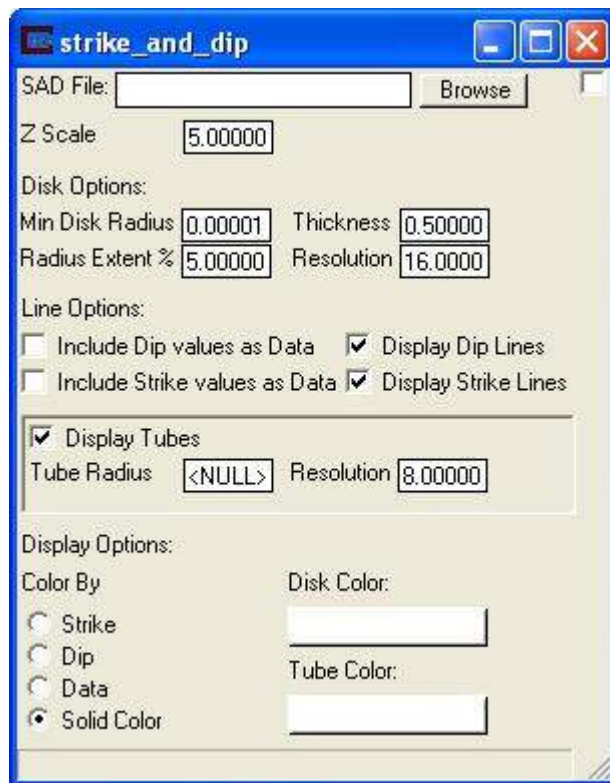 strike_and_dip
SAD File: Browse
Z Scale 5.00000
Disk Options:
Min Disk Radius 0.00001 Thickness 0.50000
Radius Extent % 5.00000 Resolution 16.0000
Line Options:
Include Dip values as Data Display Dip Lines
Include Strike values as Data Display Strike Lines
Display Tubes
Tube Radius <NULL> Resolution 8.00000
Display Options:
Color By Disk Color:
Strike
Dip
Tube Color:
Data
Solid Color